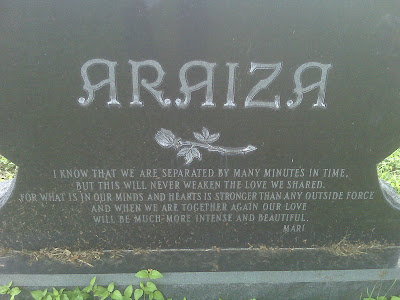 ARAIZA
I KNOW THAT WE ARE SEPARATED BY MANY MINUTES IN TIME,
BUT THIS WILL NEVER WEAKEN THE LOVE WE SHARED.
FOR WHAT IS IN OUR MINDS AND HEARTS IS STRONGER THAN ANY OUTSIDE FORCE
AND WHEN WE ARE TOGETHER AGAIN OUR LOVE
WILL BE MUCH MORE INTENSE AND BEAUTIFUL.
MARI